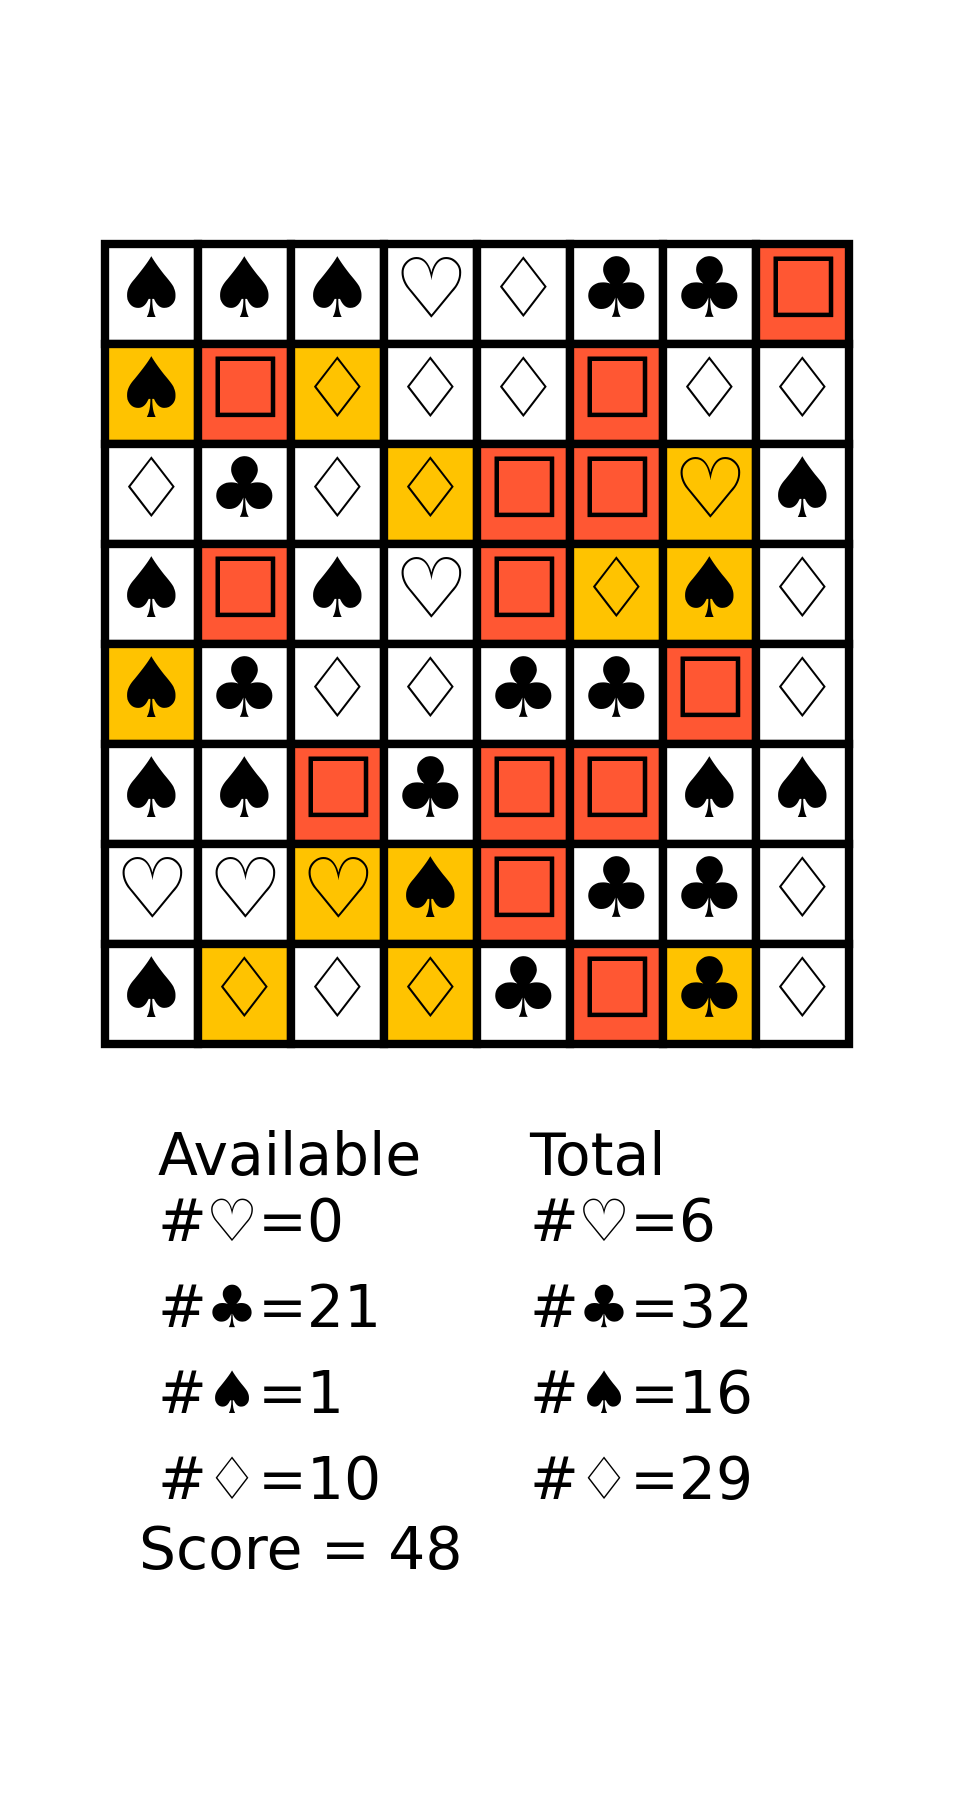 ♠ ♠ ♠ ♡ ♢ ♣ ♣ □
♠ □ ♢ ♢ ♢ □ ♢ ♢
♢ ♣ ♢ ♢ □ □ ♡ ♠
♠ □ ♠ ♡ □ ♢ ♠ ♢
♠ ♣ ♢ ♢ ♣ ♣ □ ♢
♠ ♠ □ ♣ □ □ ♠ ♠
♡ ♡ ♡ ♠ □ ♣ ♣ ♢
♠ ♢ ♢ ♢ ♣ □ ♣ ♢
Available Total
#♡=0 #♡=6
#♣=21 #♣=32
#♠=1 #♠=16
#♢=10 #♢=29
Score = 48